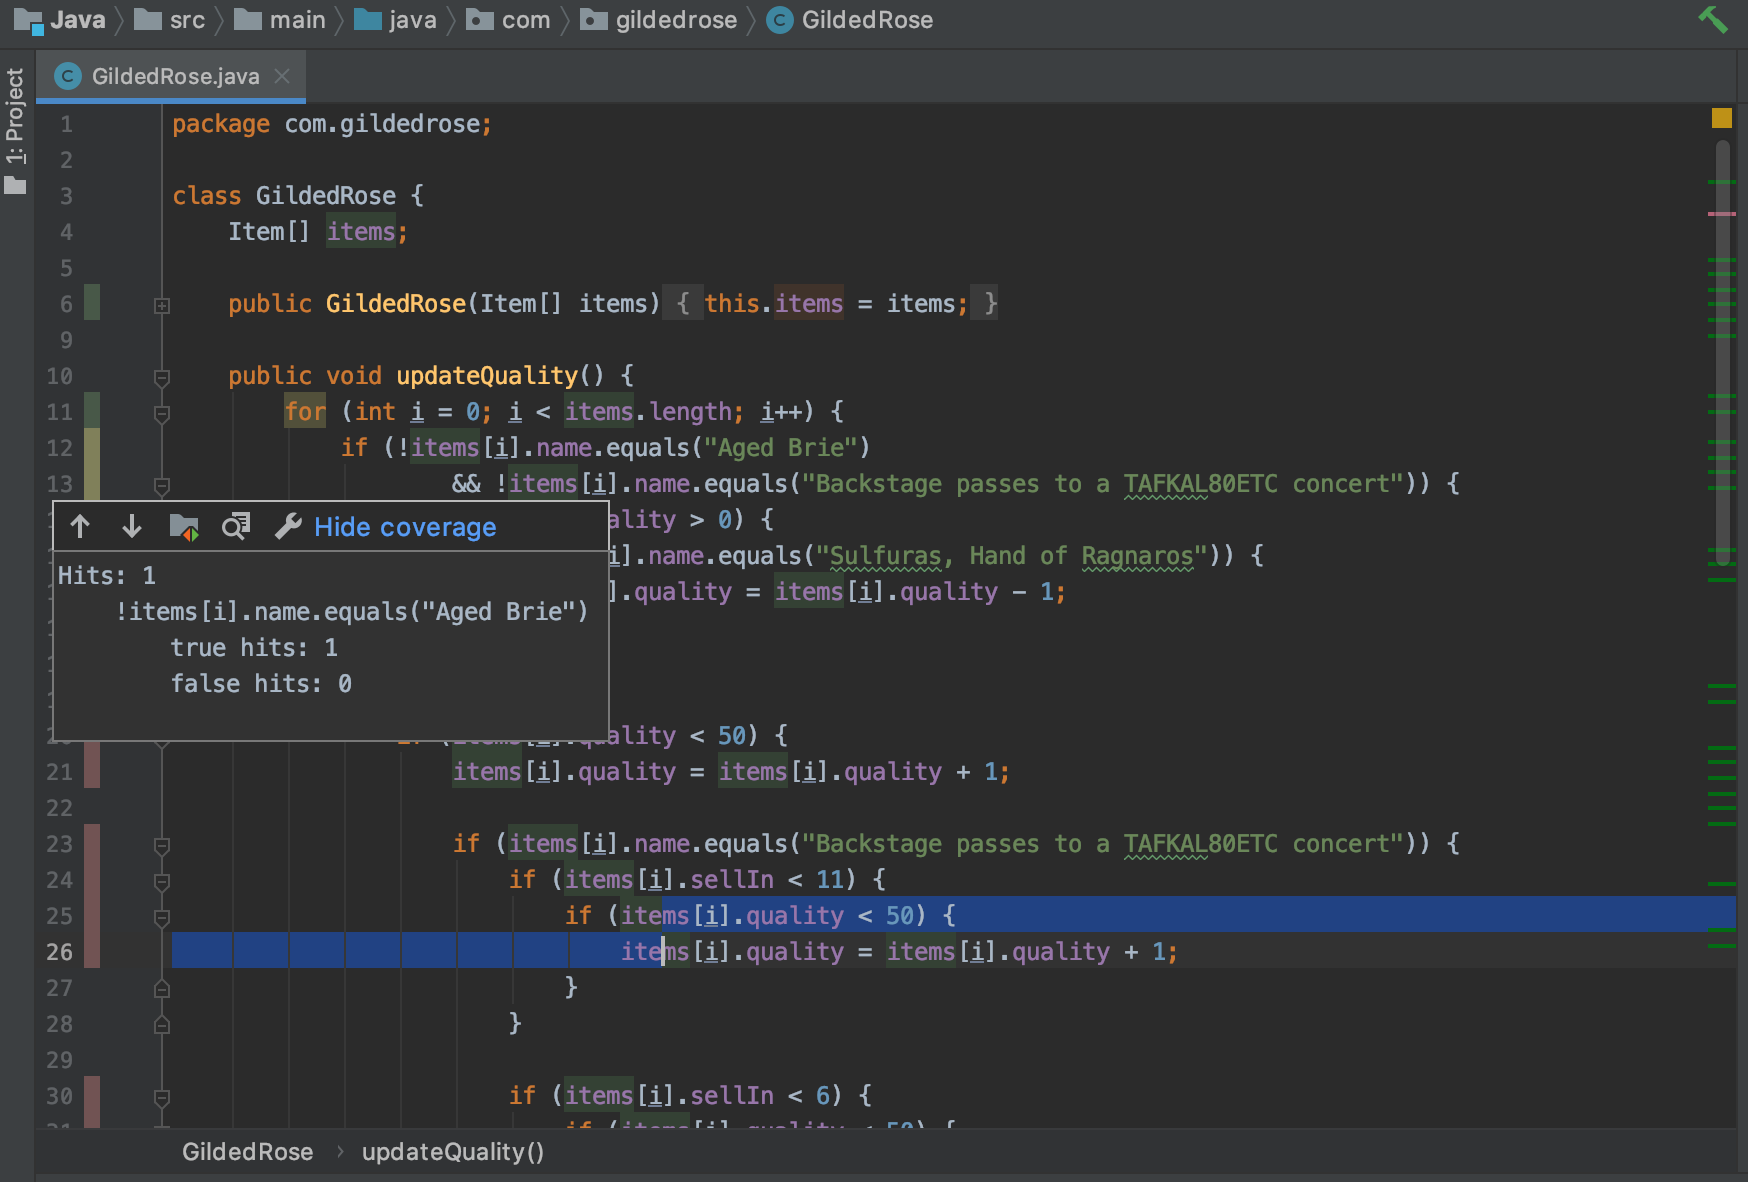 Java src main java com gildedrose GildedRose
1: Project
GildedRose.java
1 package com.gildedrose;
2
3 class GildedRose {
4 Item[] items;
5
6 public GildedRose(Item[] items) { this.items = items; }
9
10 public void updateQuality() {
11 for (int i = 0; i < items.length; i++) {
12 if (!items[i].name.equals("Aged Brie")
13 && !items[i].name.equals("Backstage passes to a TAFKAL80ETC concert")) {
ality > 0) {
i].name.equals("Sulfuras, Hand of Ragnaros")) {
].quality = items[i].quality - 1;
Hide coverage
Hits: 1
!items[i].name.equals("Aged Brie")
true hits: 1
false hits: 0
quality < 50) {
21 items[i].quality = items[i].quality + 1;
22
23 if (items[i].name.equals("Backstage passes to a TAFKAL80ETC concert")) {
24 if (items[i].sellIn < 11) {
25 if (items[i].quality < 50) {
26 items[i].quality = items[i].quality + 1;
27 }
28 }
29
30 if (items[i].sellIn < 6) {
31 if (items[i].quality < 50) {
GildedRose › updateQuality()